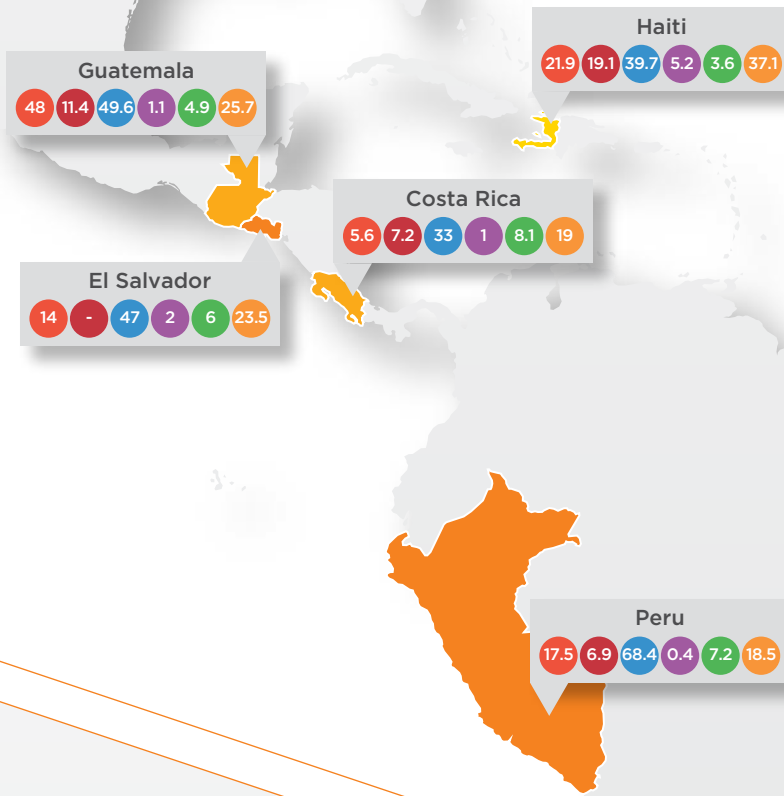 Haiti
21.9 19.1 39.7 5.2 3.6 37.1
Guatemala
48 11.4 49.6 1.1 4.9 25.7
Costa Rica
5.6 7.2 33 1 8.1 19
El Salvador
14 - 47 2 6 23.5
Peru
17.5 6.9 68.4 0.4 7.2 18.5